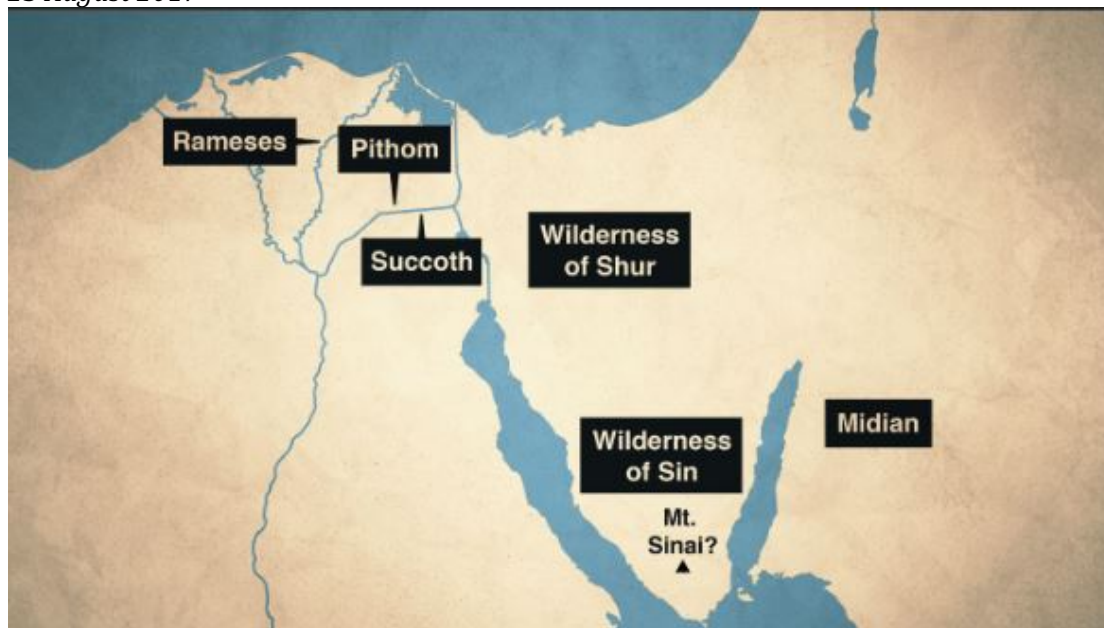 Rameses
Pithom
Succoth
Wilderness
of Shur
Wilderness
of Sin
Midian
Mt.
Sinai?